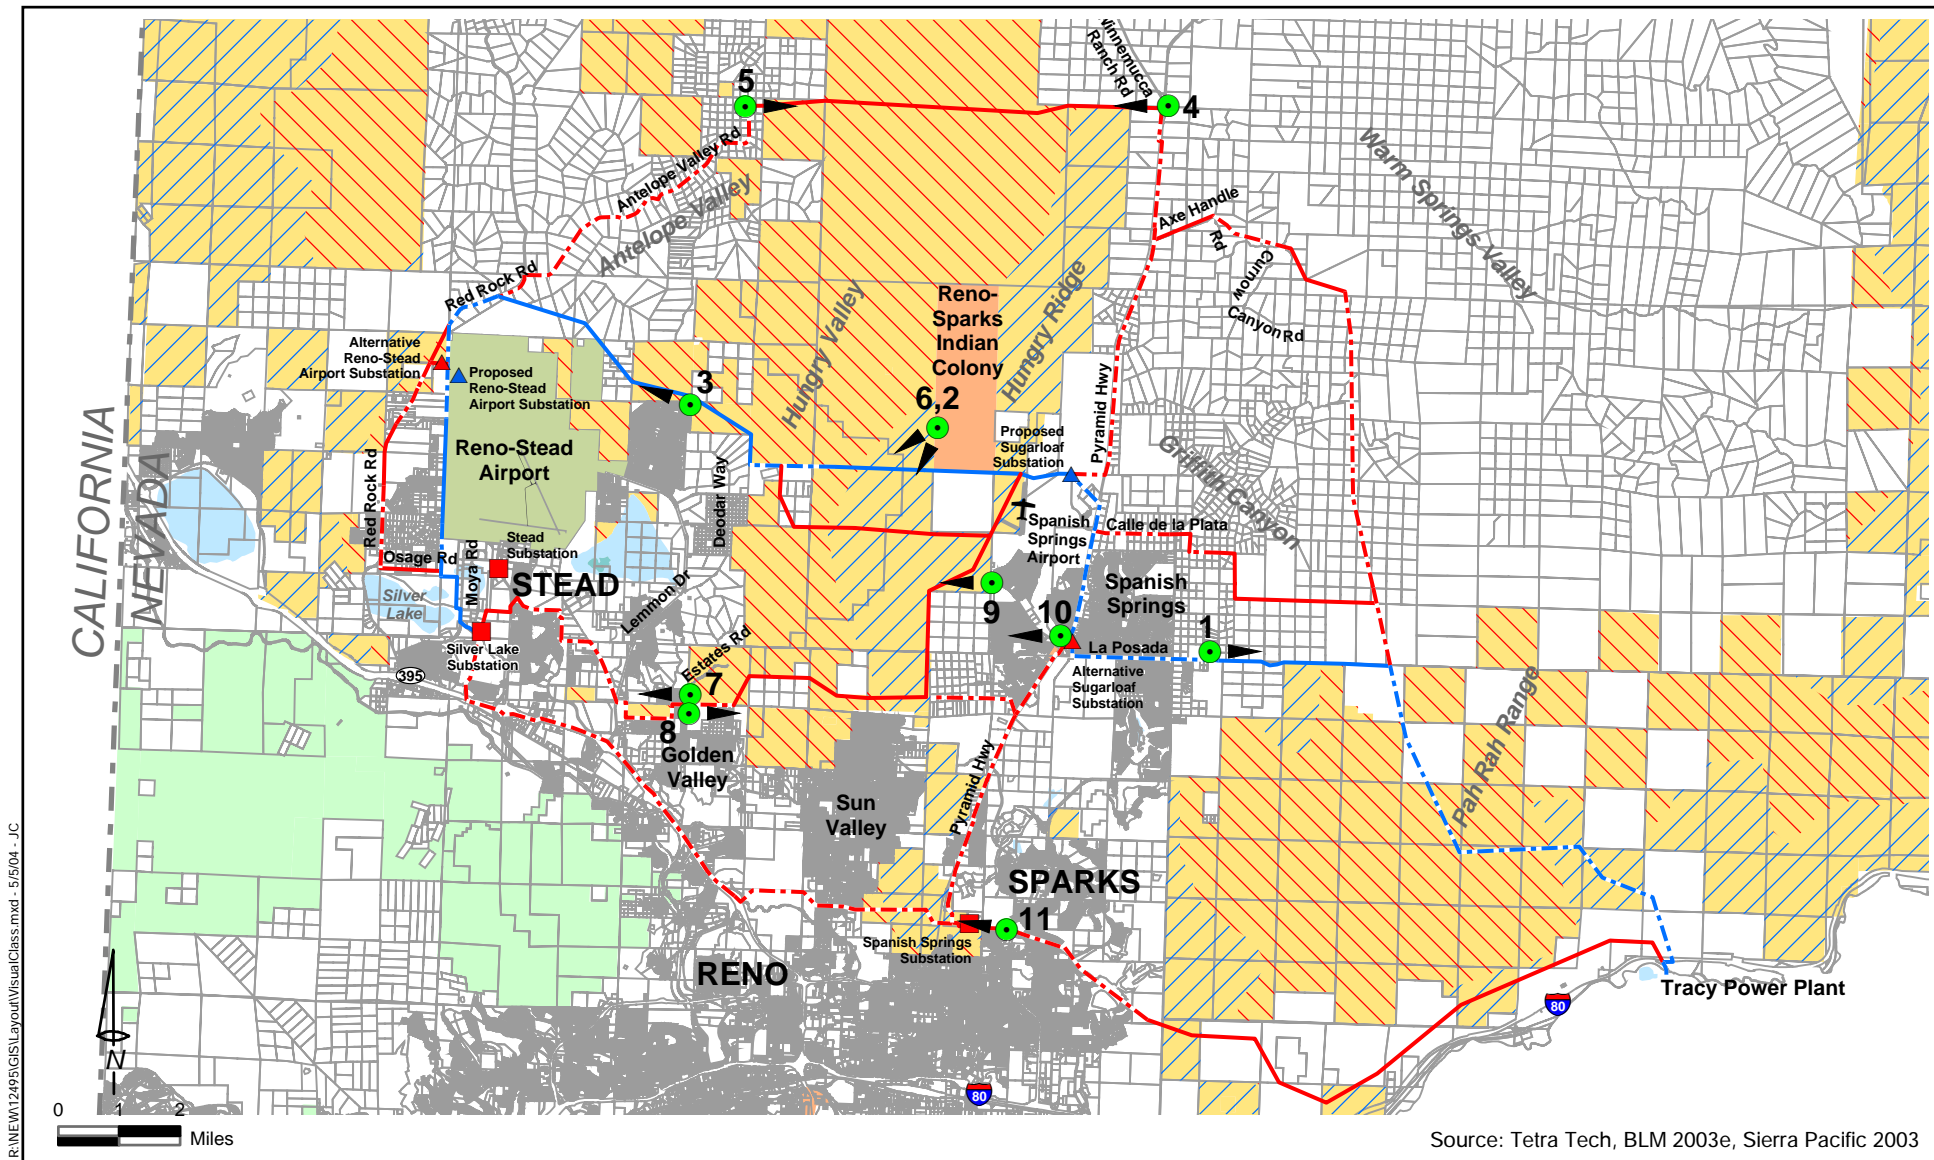 Winnemucca
Ranch Rd
5
4
Warm Springs Valley
Antelope Valley Rd
Antelope Valley
Axe Handle
Rd
Curnow
Canyon Rd
Red Rock Rd
Hungry Valley
Reno-
Sparks
Indian
Colony
Hungry Ridge
Alternative
Reno-Stead
Airport Substation
Proposed
Reno-Stead
Airport Substation
3
6,2
Pyramid Hwy
CALIFORNIA
NEVADA
Reno-Stead
Airport
Proposed
Sugarloaf
Substation
Griffith Canyon
Red Rock Rd
Deodar Way
Spanish
Springs
Airport
Calle de la Plata
Osage Rd
Moya Rd
Stead
Substation
STEAD
Silver
Lake
Lemmon Dr
Spanish
Springs
9
10
1
Silver Lake
Substation
La Posada
Estates Rd
395
7
Alternative
Sugarloaf
Substation
8
Golden
Valley
Pah Rah Range
Sun
Valley
Pyramid Hwy
SPARKS
11
Spanish Springs
Substation
RENO
Tracy Power Plant
80
80
N
0 1 2
Miles
R:\NEW\12495\GIS\Layout\VisualClass.mxd - 5/5/04 - JC
Source: Tetra Tech, BLM 2003e, Sierra Pacific 2003